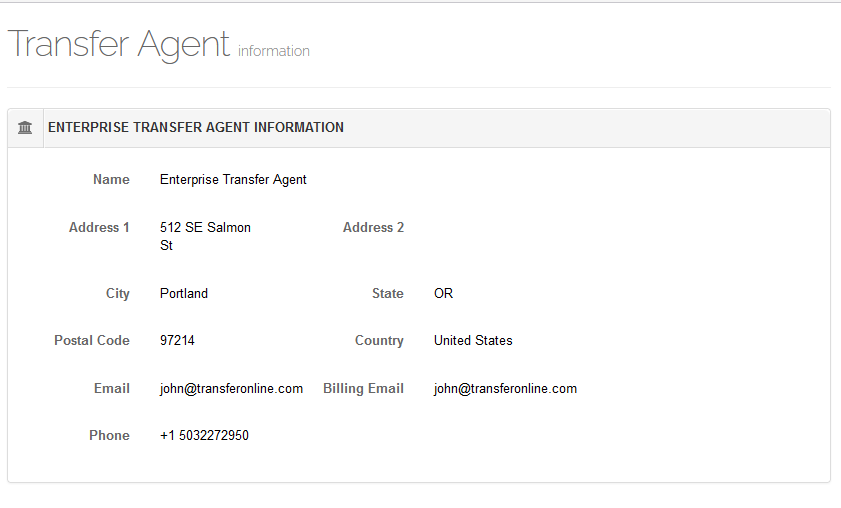 Transfer Agent information
ENTERPRISE TRANSFER AGENT INFORMATION
Name Enterprise Transfer Agent
Address 1 512 SE Salmon Address 2
St
City Portland State OR
Postal Code 97214 Country United States
Email john@transferonline.com Billing Email john@transferonline.com
Phone +1 5032272950